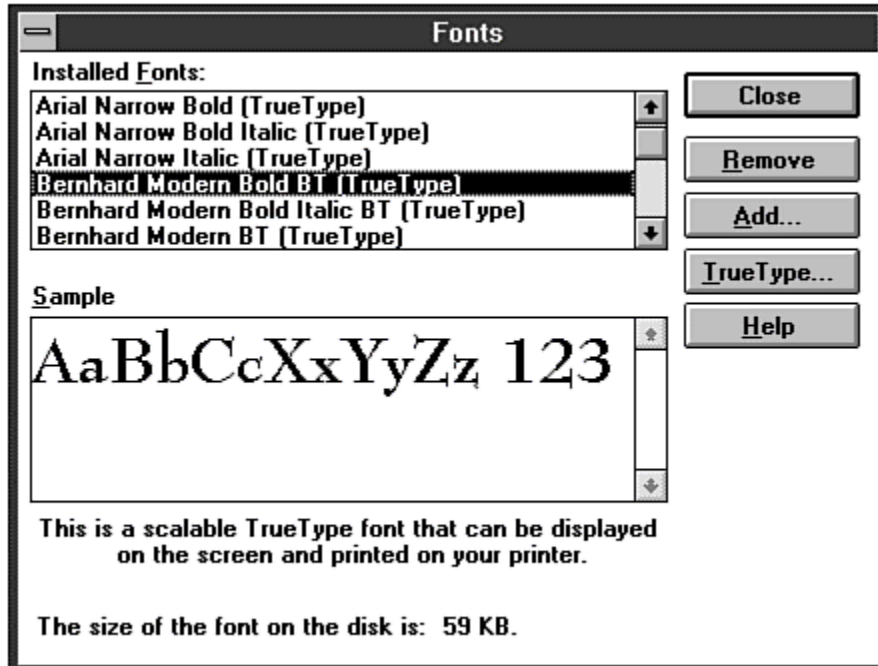 Fonts
Installed Fonts:
Arial Narrow Bold (TrueType)
Arial Narrow Bold Italic (TrueType)
Arial Narrow Italic (TrueType)
Bernhard Modern Bold BT (TrueType)
Bernhard Modern Bold Italic BT (TrueType)
Bernhard Modern BT (TrueType)
Close
Remove
Add...
TrueType...
Help
Sample
AaBbCcXxYyZz 123
This is a scalable TrueType font that can be displayed
on the screen and printed on your printer.
The size of the font on the disk is: 59 KB.